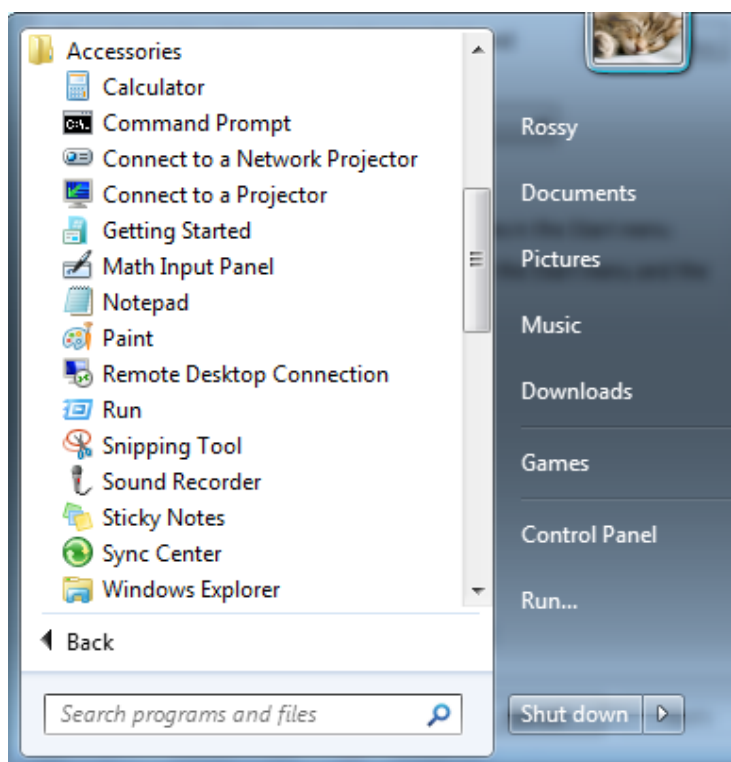 Accessories
Calculator
Command Prompt
Connect to a Network Projector
Connect to a Projector
Getting Started
Math Input Panel
Notepad
Paint
Remote Desktop Connection
Run
Snipping Tool
Sound Recorder
Sticky Notes
Sync Center
Windows Explorer
Back
Search programs and files
Rossy
Documents
Pictures
Music
Downloads
Games
Control Panel
Run...
Shut down